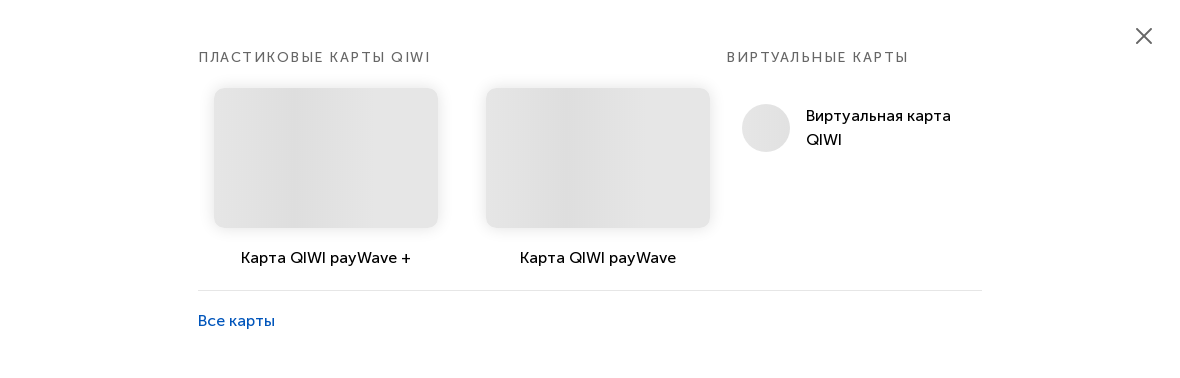 ПЛАСТИКОВЫЕ КАРТЫ QIWI
Карта QIWI payWave +
Карта QIWI payWave
ВИРТУАЛЬНЫЕ КАРТЫ
Виртуальная карта
QIWI
Все карты